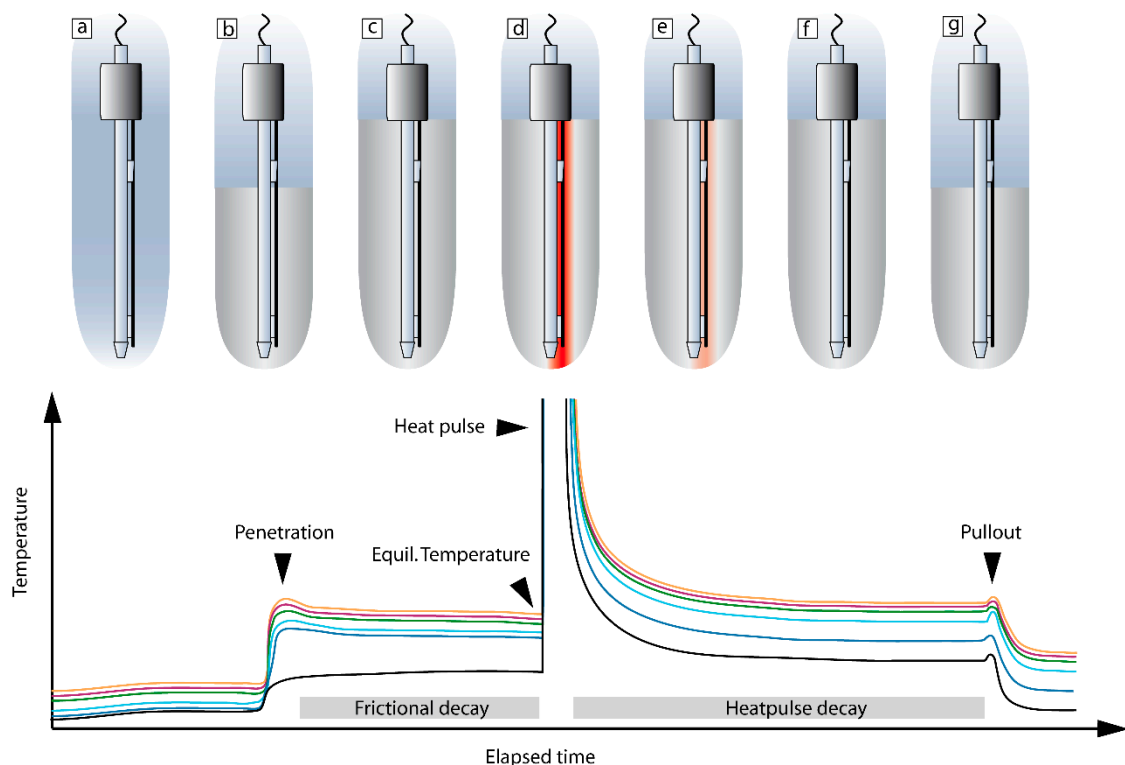 a
b
c
d
e
f
g
Heat pulse
Penetration
Equil.Temperature
Pullout
Temperature
Frictional decay
Heatpulse decay
Elapsed time